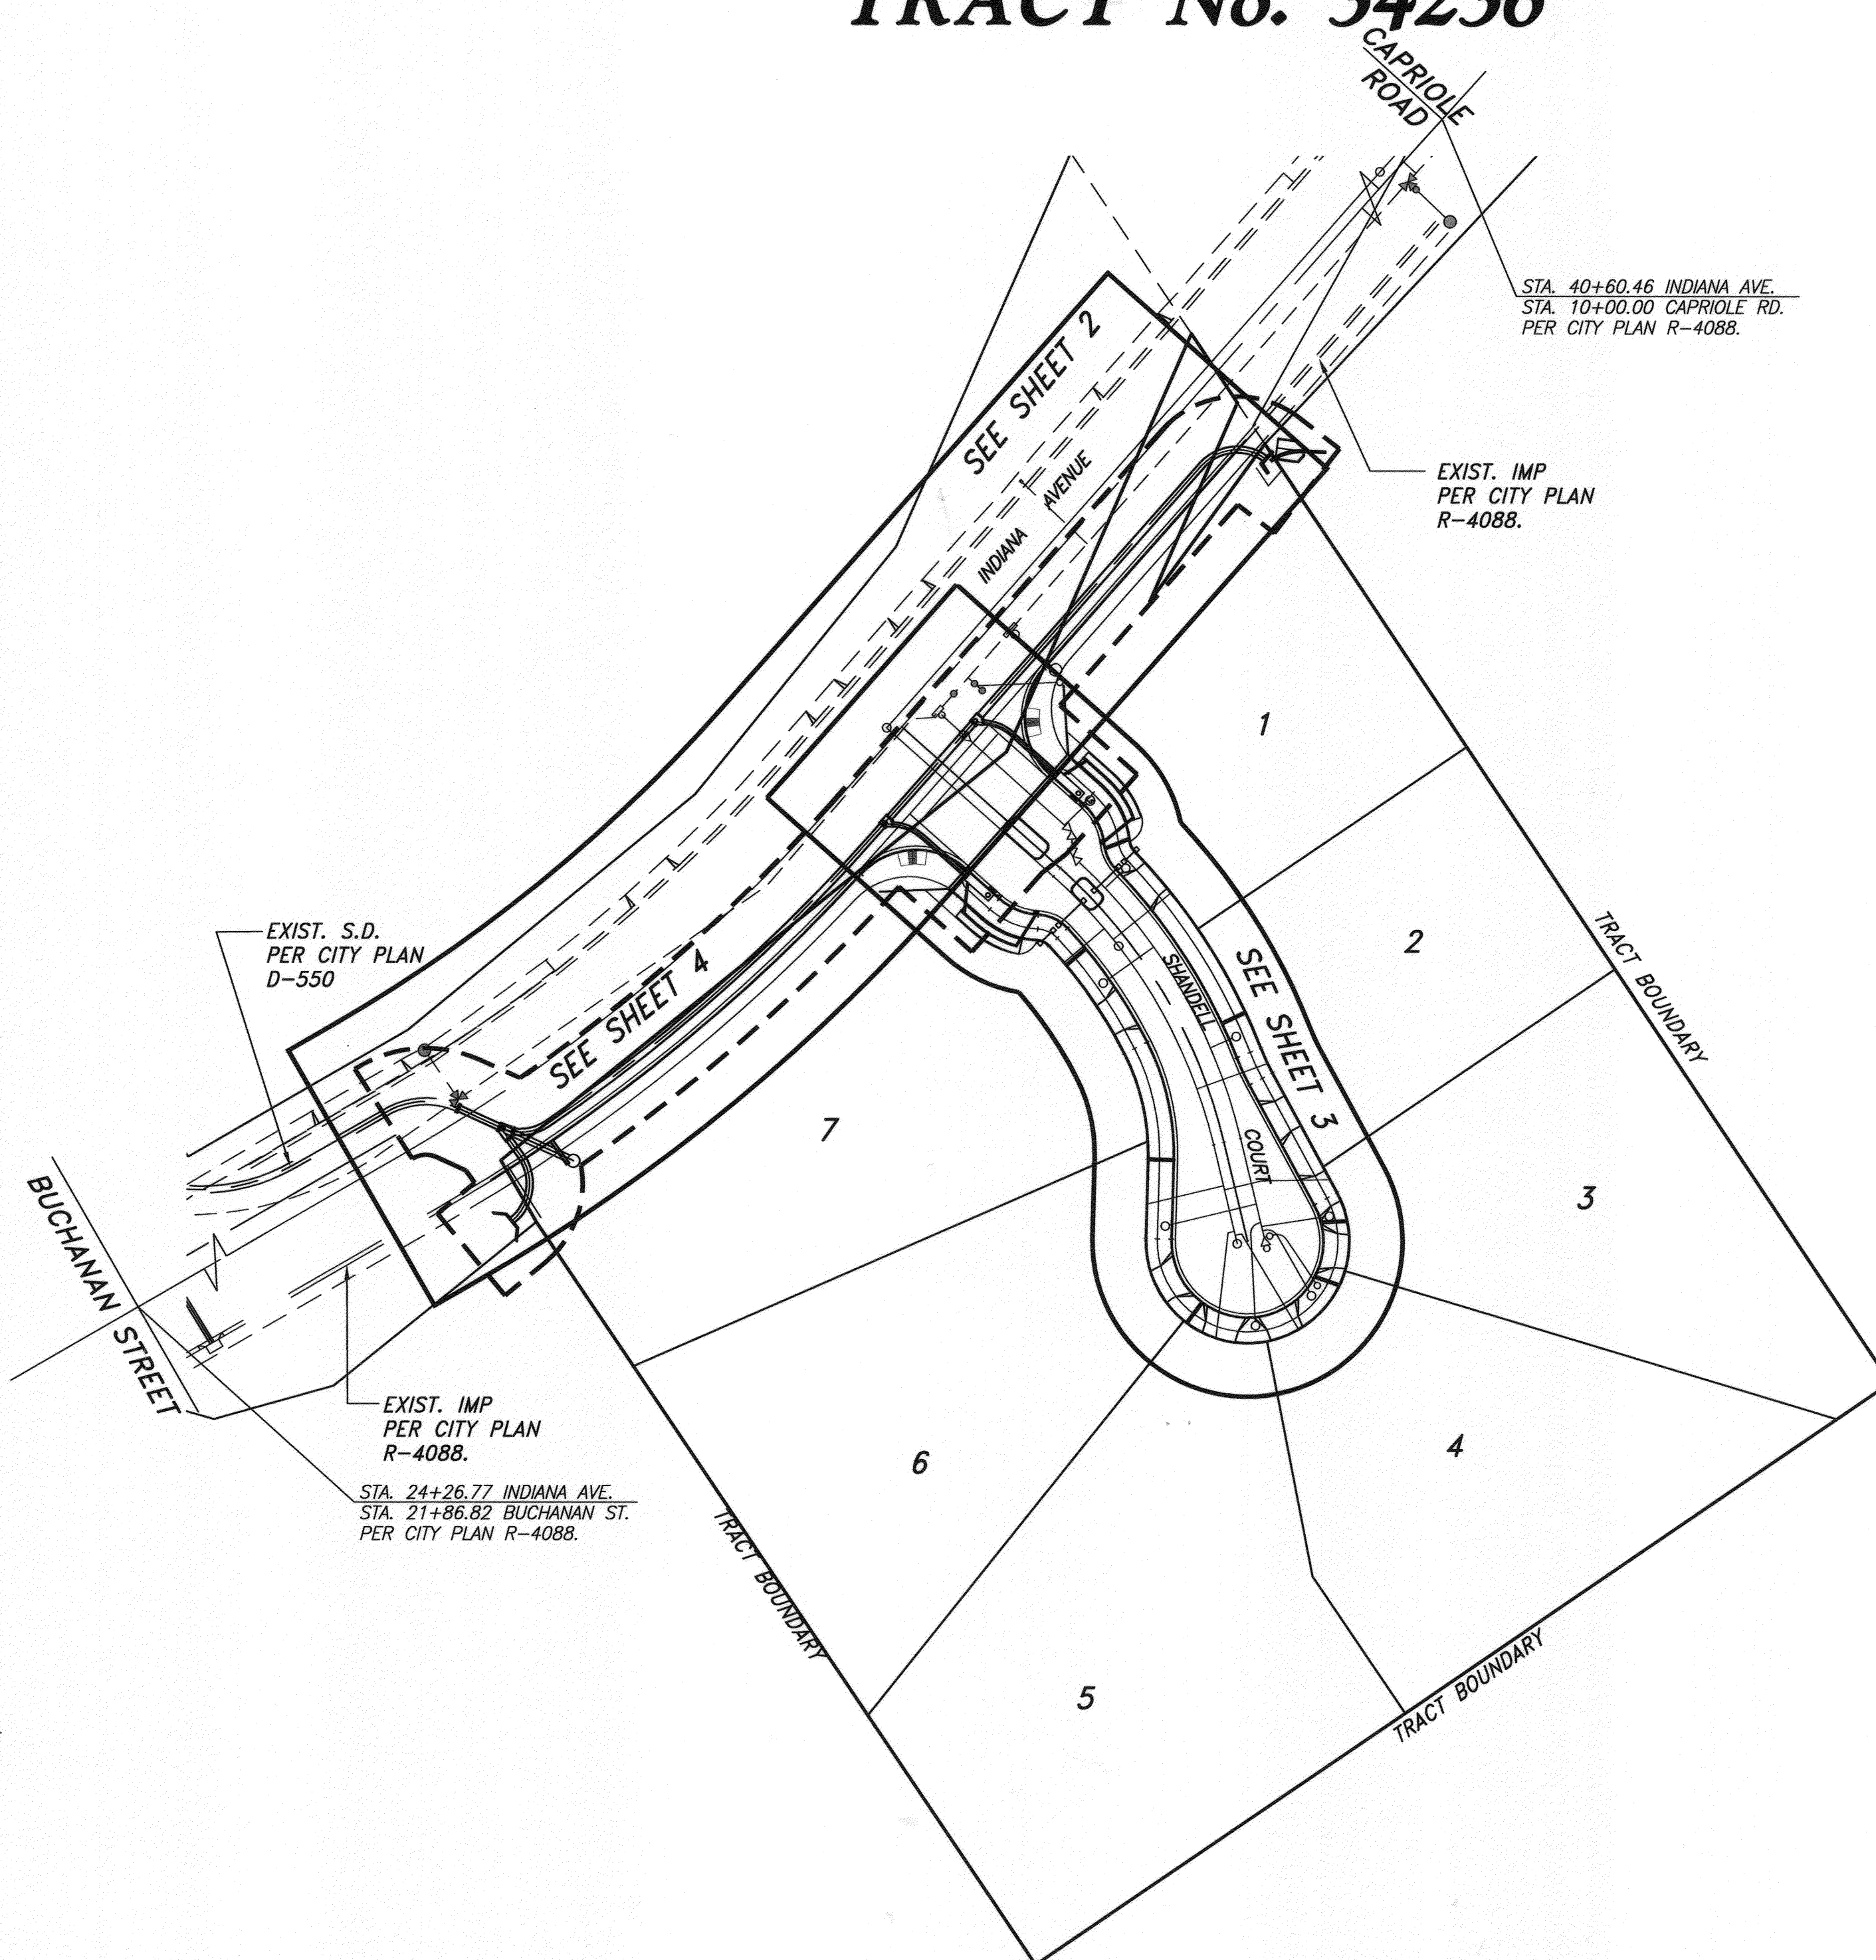 TRACT No. 34256
CAPRIOLE
ROAD
STA. 40+60.46 INDIANA AVE.
STA. 10+00.00 CAPRIOLE RD.
PER CITY PLAN R-4088.
SEE SHEET 2
EXIST. IMP
PER CITY PLAN
R-4088.
INDIANA AVENUE
1
2
TRACT BOUNDARY
EXIST. S.D.
PER CITY PLAN
D-550
SEE SHEET 4
SHANDELL
COURT
SEE SHEET 3
7
3
BUCHANAN STREET
EXIST. IMP
PER CITY PLAN
R-4088.
STA. 24+26.77 INDIANA AVE.
STA. 21+86.82 BUCHANAN ST.
PER CITY PLAN R-4088.
6
4
TRACT BOUNDARY
5
TRACT BOUNDARY